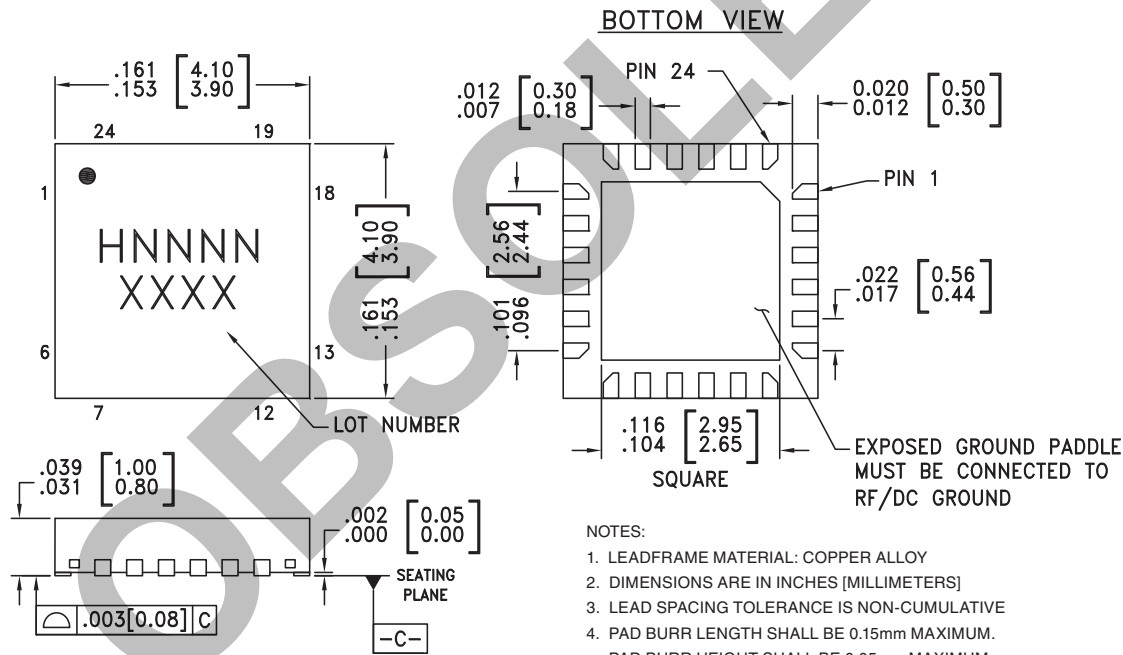 BOTTOM VIEW
.161 [4.10]
.153 [3.90]
24
19
1
18
HNNNN
XXXX
6
13
7
12
LOT NUMBER
.161 [4.10]
.153 [3.90]
PIN 24
.012 [0.30]
.007 [0.18]
0.020 [0.50]
0.012 [0.30]
PIN 1
.101 [2.56]
.096 [2.44]
.022 [0.56]
.017 [0.44]
.116 [2.95]
.104 [2.65]
SQUARE
EXPOSED GROUND PADDLE
MUST BE CONNECTED TO
RF/DC GROUND
.039 [1.00]
.031 [0.80]
.002 [0.05]
.000 [0.00]
SEATING
PLANE
.003[0.08] C
-C-
NOTES:
1. LEADFRAME MATERIAL: COPPER ALLOY
2. DIMENSIONS ARE IN INCHES [MILLIMETERS]
3. LEAD SPACING TOLERANCE IS NON-CUMULATIVE
4. PAD BURR LENGTH SHALL BE 0.15mm MAXIMUM.
OBSOLE